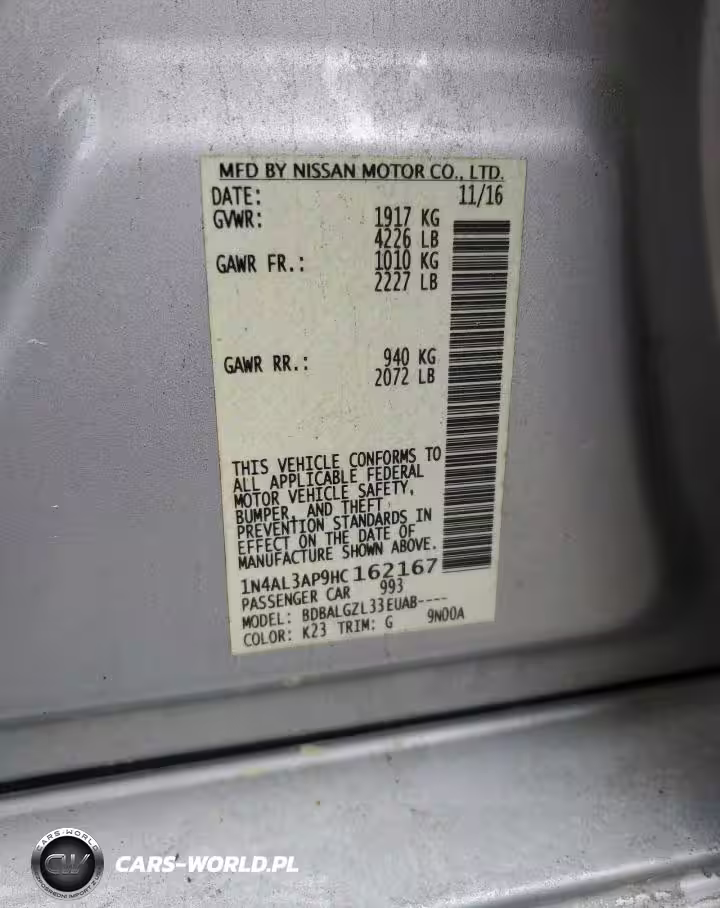 MFD BY NISSAN MOTOR CO., LTD.
DATE: 11/16
GVWR: 1917 KG
4226 LB
GAWR FR.: 1010 KG
2227 LB
GAWR RR.: 940 KG
2072 LB
THIS VEHICLE CONFORMS TO
ALL APPLICABLE FEDERAL
MOTOR VEHICLE SAFETY,
BUMPER, AND THEFT
PREVENTION STANDARDS IN
EFFECT ON THE DATE OF
MANUFACTURE SHOWN ABOVE.
1N4AL3AP9HC162167
PASSENGER CAR 993
MODEL: BDBALGZL33EUAB----
COLOR: K23 TRIM: G 9N00A
CARS-WORLD
CW
CARS-WORLD.PL